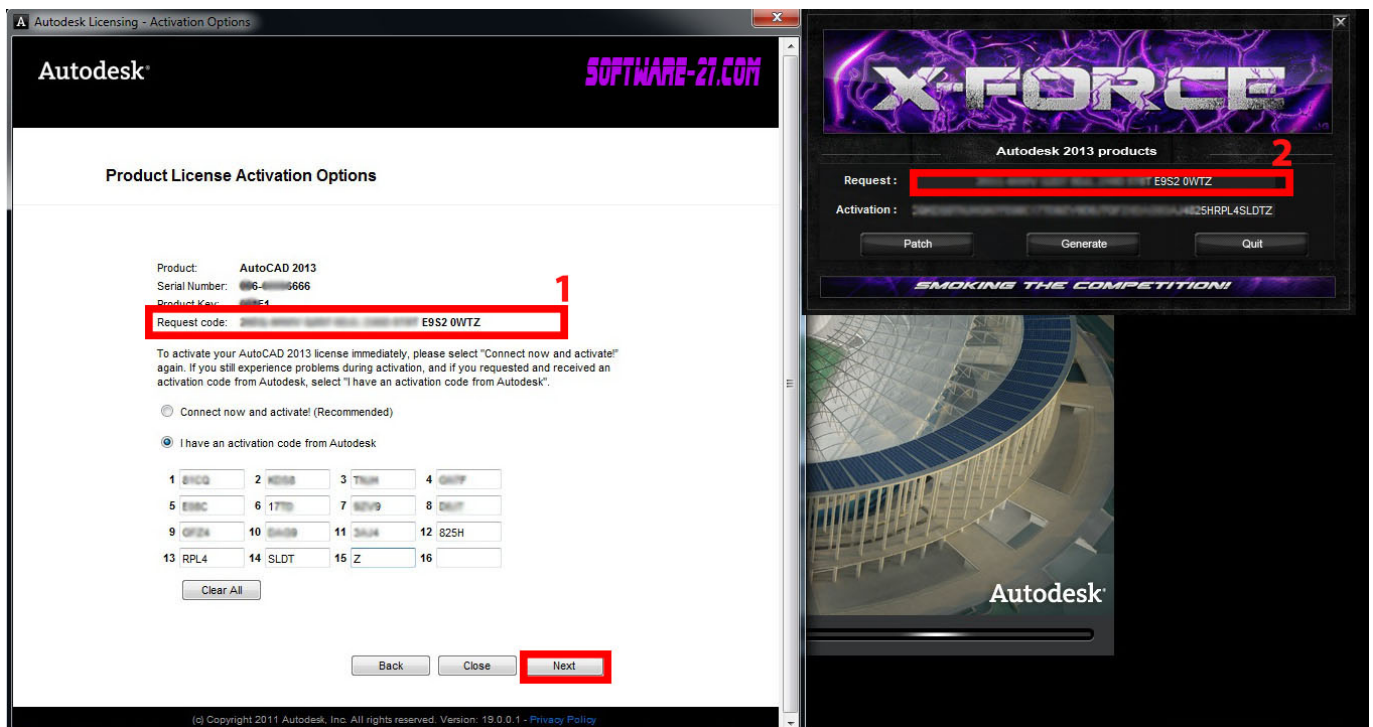 Autodesk Licensing - Activation Options
Autodesk
SOFTWARE-27.COM
Product License Activation Options
Product: AutoCAD 2013
Serial Number: 6666
Product Key:
1
Request code: E9S2 0WTZ
To activate your AutoCAD 2013 license immediately, please select "Connect now and activate!"
again. If you still experience problems during activation, and if you requested and received an
activation code from Autodesk, select "I have an activation code from Autodesk".
Connect now and activate! (Recommended)
I have an activation code from Autodesk
1 2 3 4
5 6 7 8
9 10 11 12 825H
13 RPL4 14 SLDT 15 Z 16
Clear All
Back Close Next
(c) Copyright 2011 Autodesk, Inc. All rights reserved. Version: 19.0.0.1 - Privacy Policy
X-FORCE
Autodesk 2013 products
2
Request : E9S2 0WTZ
Activation : 25HRPL4SLDTZ
Patch Generate Quit
SMOKING THE COMPETITION!
Autodesk